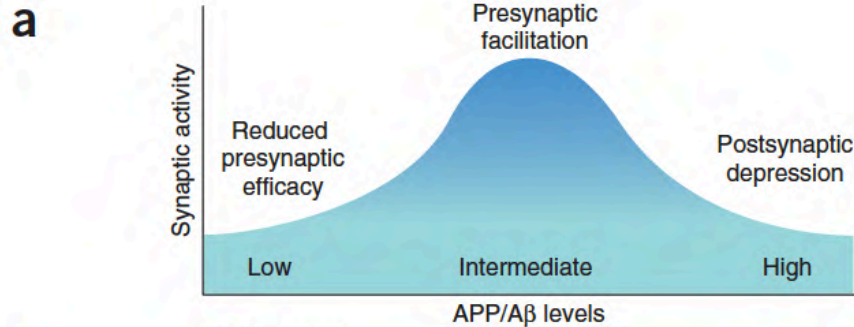 a
Presynaptic
facilitation
Reduced
presynaptic
efficacy
Postsynaptic
depression
Synaptic activity
Low
Intermediate
High
APP/Aβ levels